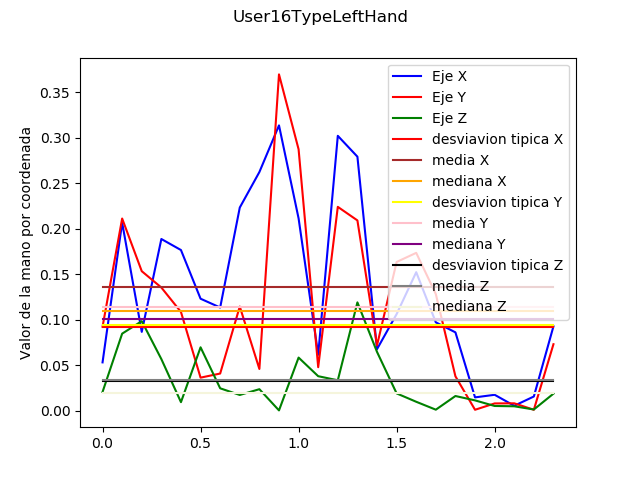 User16TypeLeftHand
Valor de la mano por coordenada
0.35
0.30
0.25
0.20
0.15
0.10
0.05
0.00
0.0
0.5
1.0
1.5
2.0
Eje X
Eje Y
Eje Z
desviavion tipica X
media X
mediana X
desviavion tipica Y
media Y
mediana Y
desviavion tipica Z
media Z
mediana Z